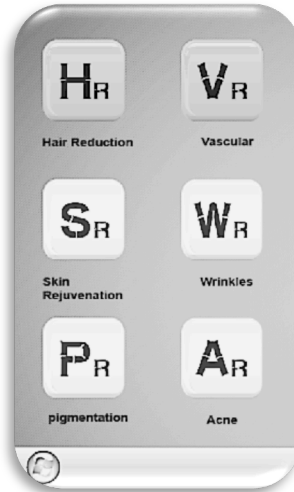 HR VR
Hair Reduction Vascular
SR WR
Skin Wrinkles
Rejuvenation
PR AR
pigmentation Acne